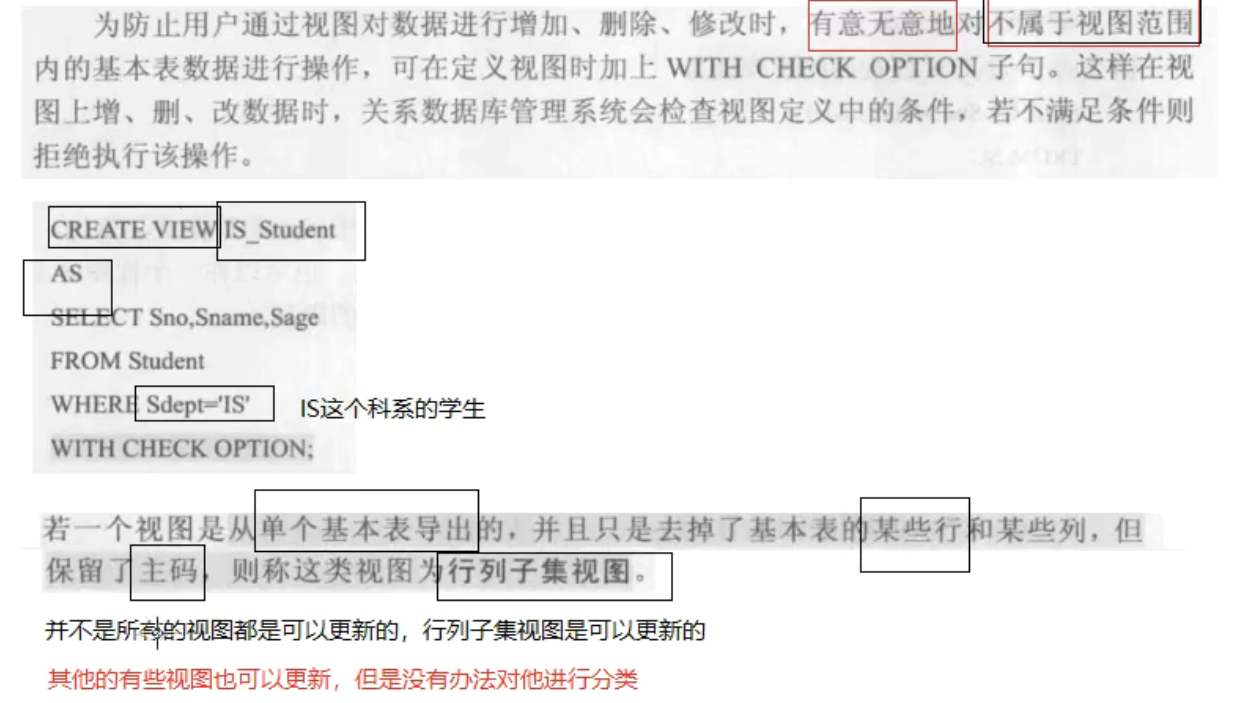 为防止用户通过视图对数据进行增加、删除、修改时，有意无意地对不属于视图范围
内的基本表数据进行操作，可在定义视图时加上 WITH CHECK OPTION 子句。这样在视
图上增、删、改数据时，关系数据库管理系统会检查视图定义中的条件，若不满足条件则
拒绝执行该操作。
CREATE VIEW IS_Student
AS
SELECT Sno,Sname,Sage
FROM Student
WHERE Sdept='IS' IS这个科系的学生
WITH CHECK OPTION;
若一个视图是从单个基本表导出的，并且只是去掉了基本表的某些行和某些列，但
保留了主码，则称这类视图为行列子集视图。
并不是所有的视图都是可以更新的，行列子集视图是可以更新的
其他的有些视图也可以更新，但是没有办法对他进行分类